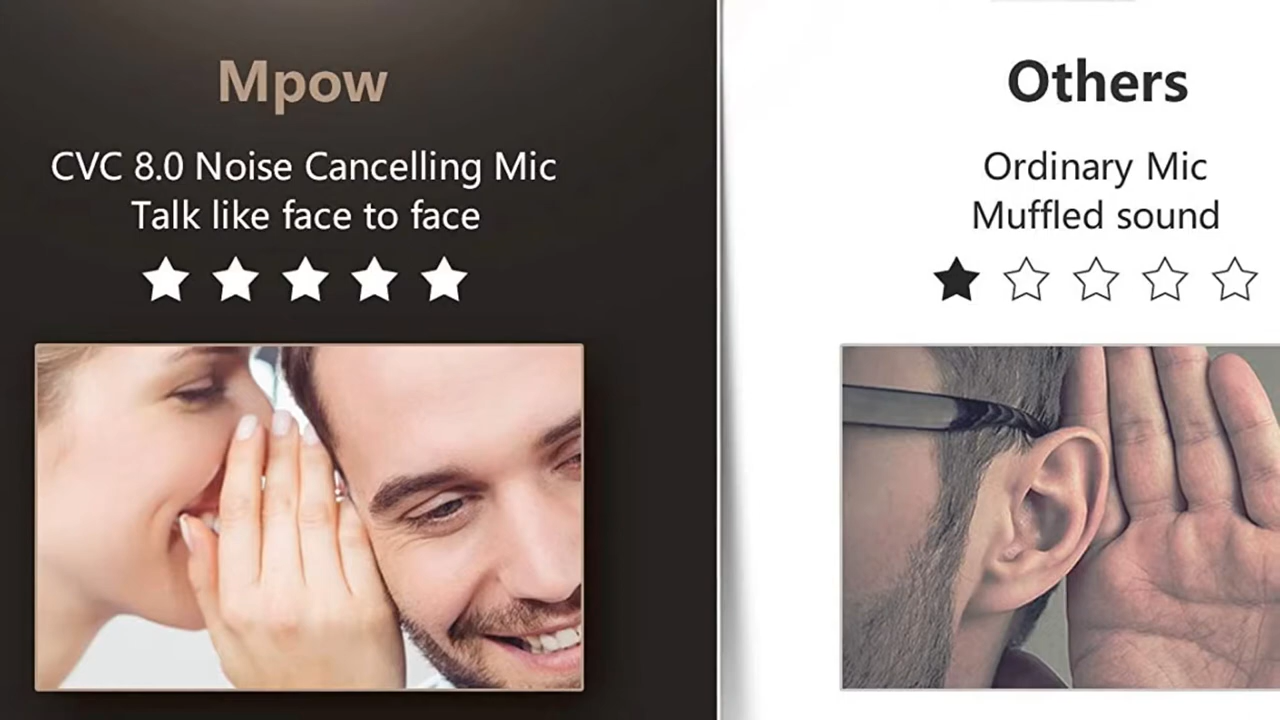 Mpow
CVC 8.0 Noise Cancelling Mic
Talk like face to face
Others
Ordinary Mic
Muffled sound